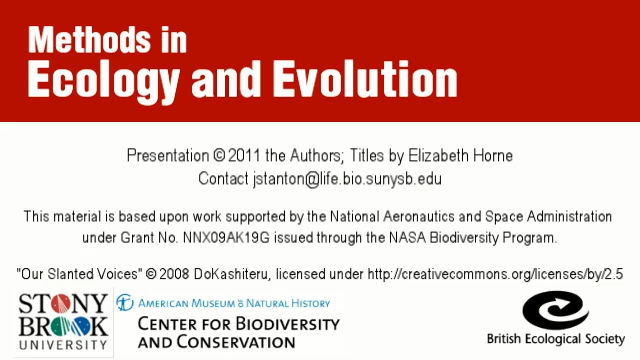 Methods in
Ecology and Evolution
Presentation © 2011 the Authors; Titles by Elizabeth Horne
Contact jstanton@life.bio.sunysb.edu
This material is based upon work supported by the National Aeronautics and Space Administration
under Grant No. NNX09AK19G issued through the NASA Biodiversity Program.
"Our Slanted Voices" © 2008 DoKashiteru, licensed under http://creativecommons.org/licenses/by/2.5
STONY
BROOK
UNIVERSITY
AMERICAN MUSEUM & NATURAL HISTORY
CENTER FOR BIODIVERSITY
AND CONSERVATION
British Ecological Society